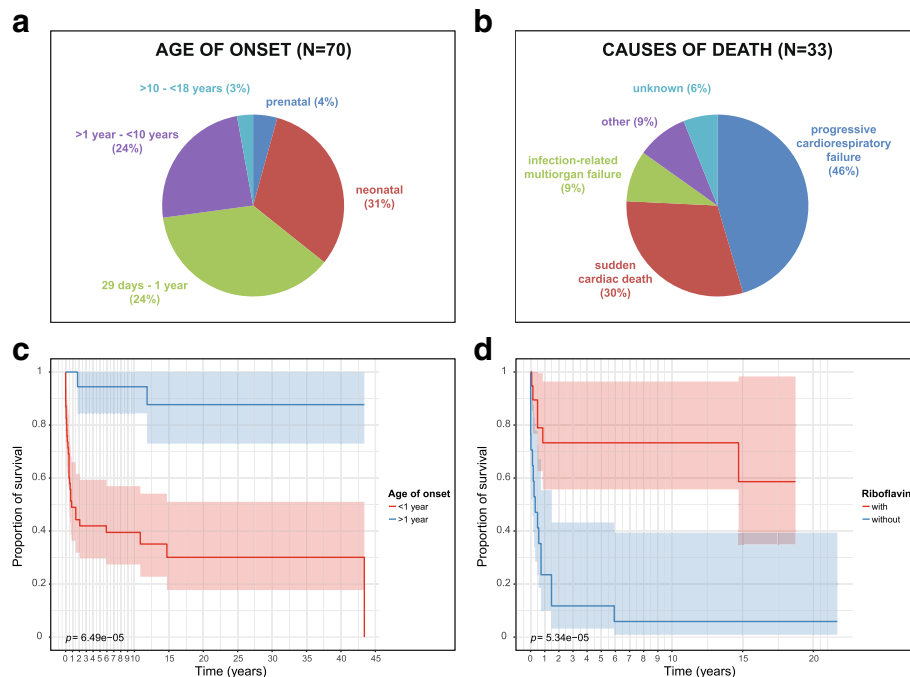 a
AGE OF ONSET (N=70)
>10 - <18 years (3%)
prenatal (4%)
>1 year - <10 years
(24%)
neonatal
(31%)
29 days - 1 year
(24%)
b
CAUSES OF DEATH (N=33)
unknown (6%)
other (9%)
progressive
cardiorespiratory
failure
(46%)
infection-related
multiorgan failure
(9%)
sudden
cardiac death
(30%)
c
Proportion of survival
1
0.8
0.6
0.4
0.2
0
p= 6.49e−05
0 1 2 3 4 5 6 7 8 9 10 15 20 25 30 35 40 45
Time (years)
Age of onset
<1 year
>1 year
d
Proportion of survival
1
0.8
0.6
0.4
0.2
0
p= 5.34e−05
0 1 2 3 4 5 6 7 8 9 10 15 20
Time (years)
Riboflavin
with
without